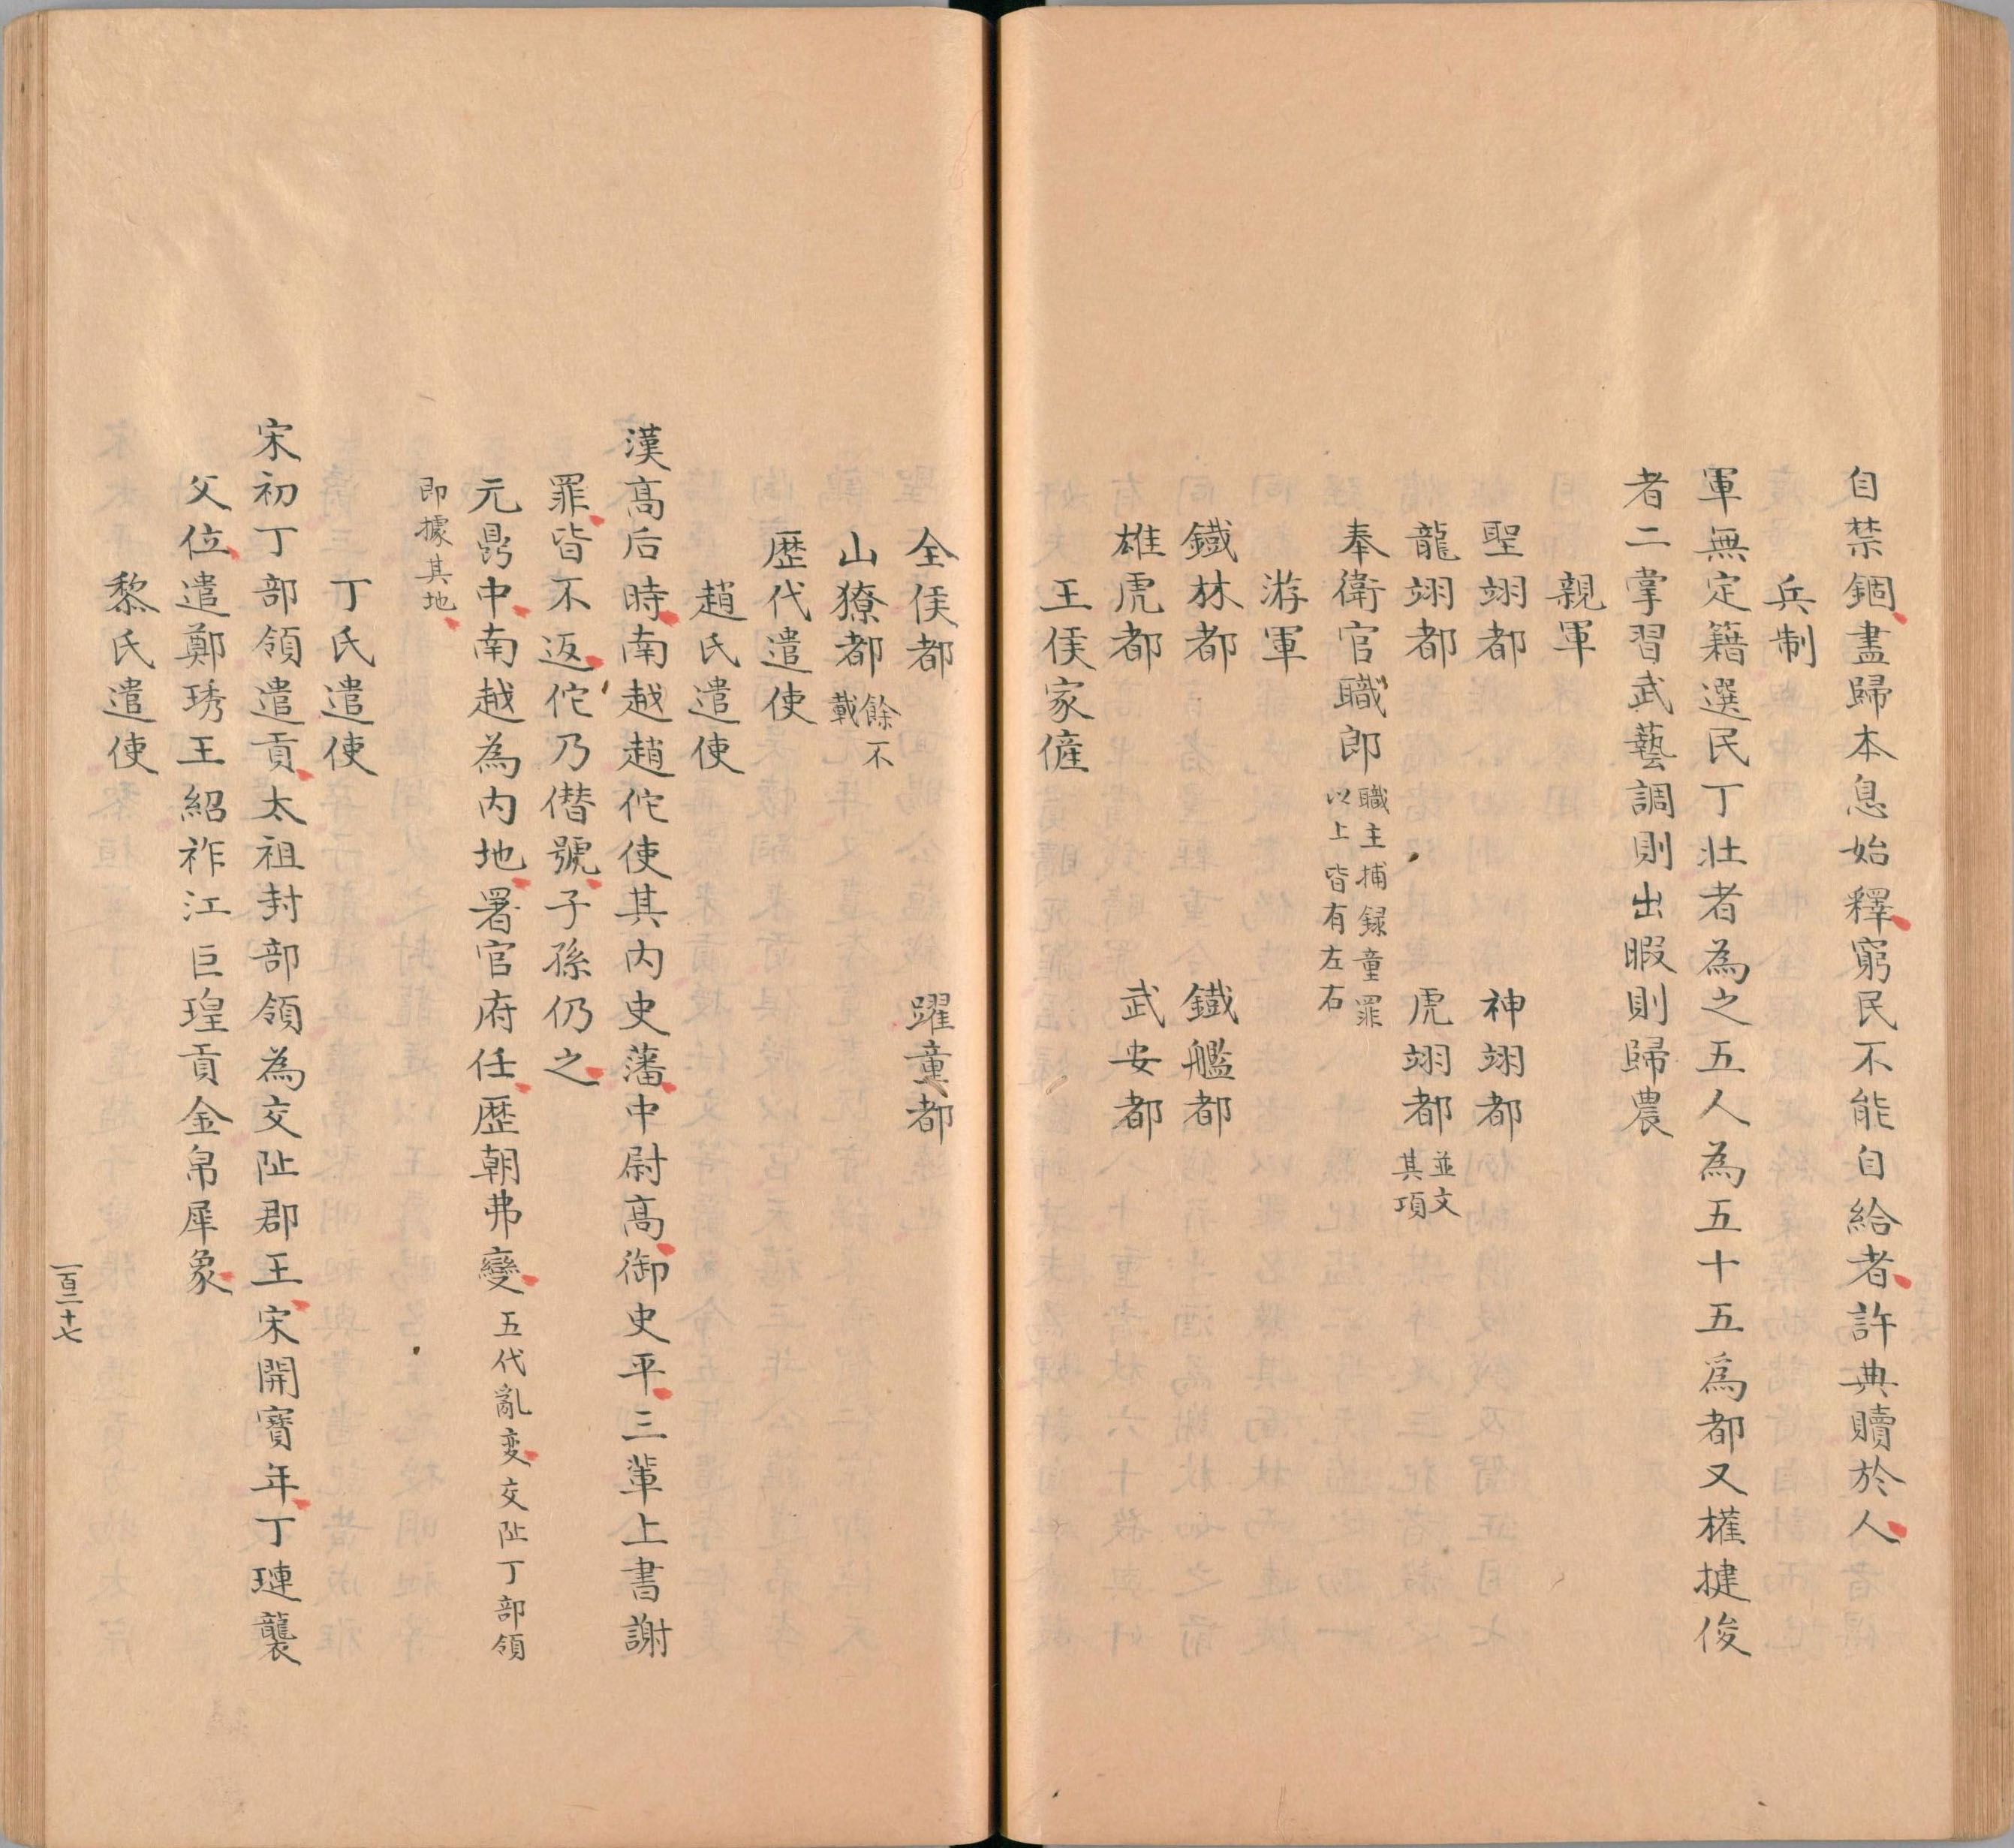 自禁錮盡歸本息始釋窮民不能自給者許典贖於人
兵制
軍無定籍選民丁壯者為之五人為五十五爲都又權揵俊
者二掌習武藝調則出暇則歸農
親軍
聖翊都 神翊都
龍翊都 虎翊都 並文其項
奉衛官職郎 職主捕録童罪以上皆有左右
游軍
鐵林都 鐵艦都
雄虎都 武安都
王侯家㢟
全侯都 躍童都
山獠都 餘不載
歷代遣使
趙氏遣使
漢高后時南越趙佗使其内史藩中尉高御史平三輩上書謝
罪皆不返佗乃僣號子孫仍之
元鼎中南越為内地署官府任歷朝弗變 五代亂変交阯丁部領
即據其地
丁氏遣使
宋初丁部領遣貢太祖封部領為交阯郡王宋開寶年丁璉襲
父位遣鄭琇王紹祚江巨瑝貢金帛犀象
黎氏遣使
一百二十七